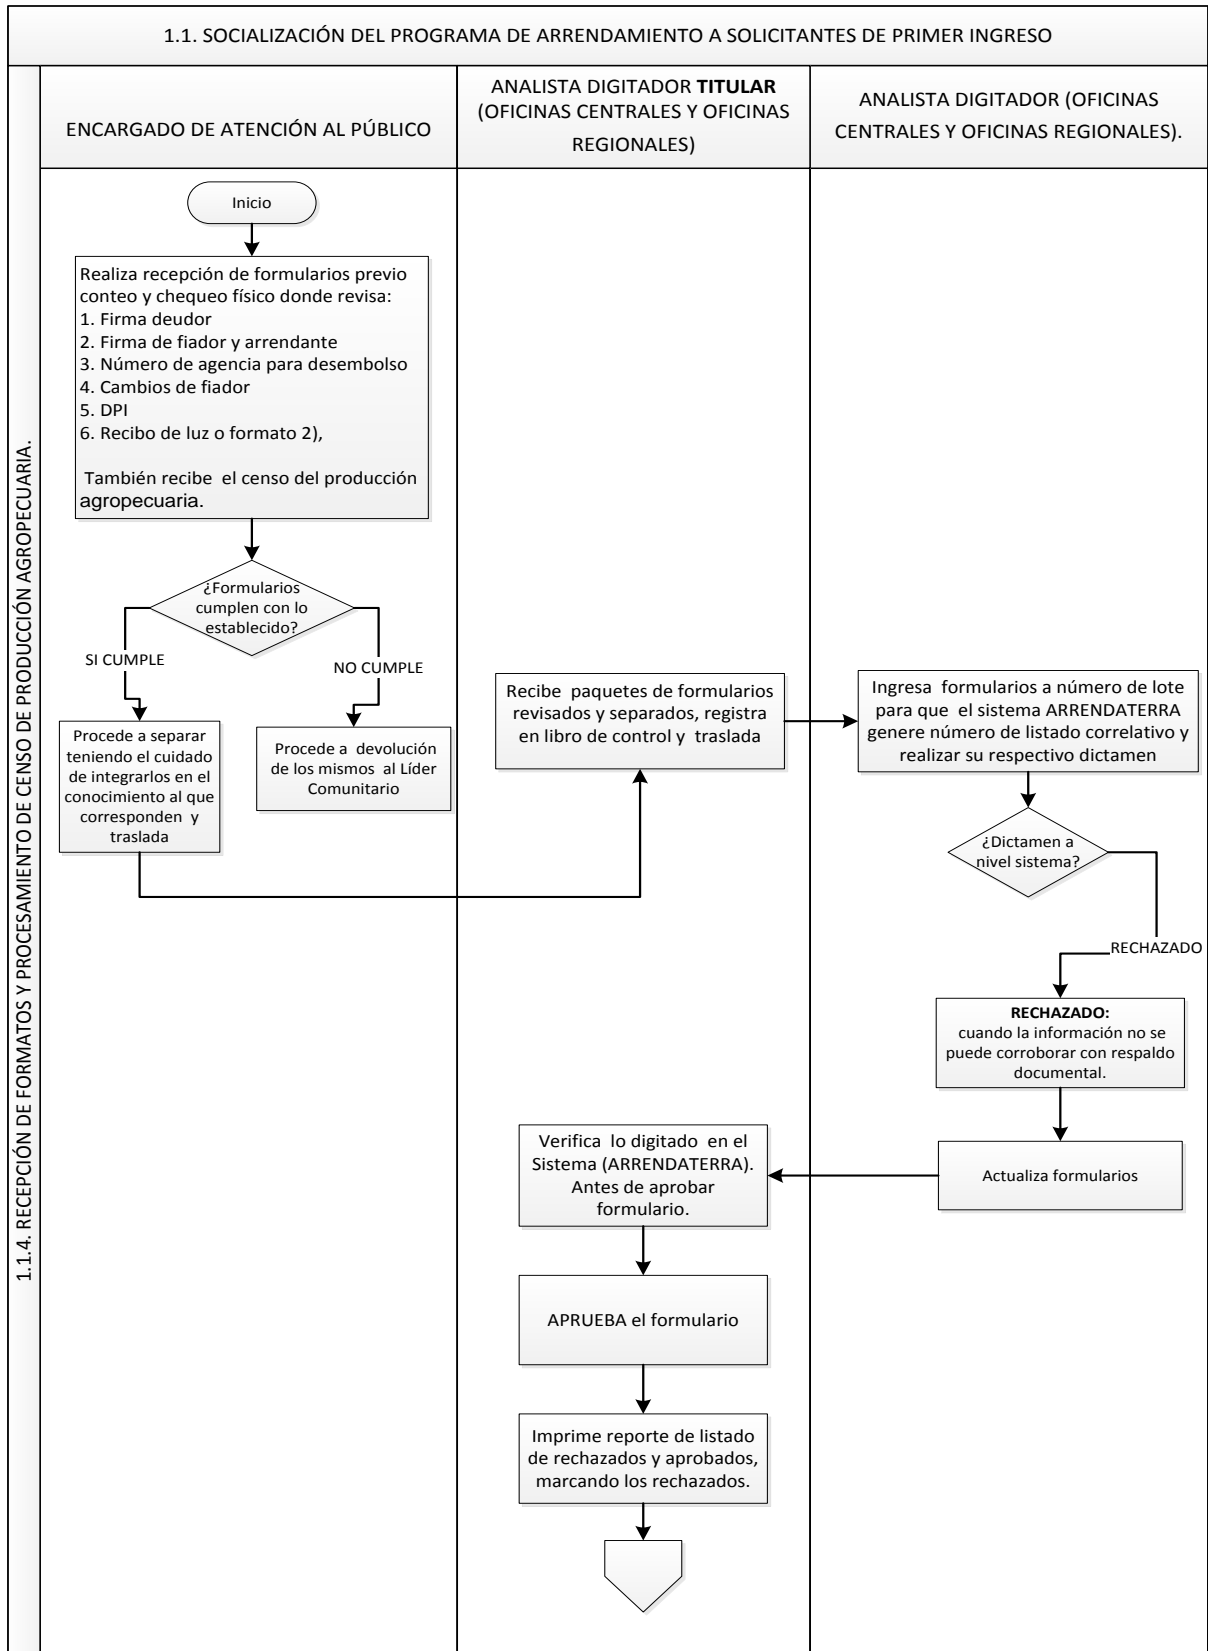 1.1. SOCIALIZACIÓN DEL PROGRAMA DE ARRENDAMIENTO A SOLICITANTES DE PRIMER INGRESO
1.1.4. RECEPCIÓN DE FORMATOS Y PROCESAMIENTO DE CENSO DE PRODUCCIÓN AGROPECUARIA.
ENCARGADO DE ATENCIÓN AL PÚBLICO
ANALISTA DIGITADOR TITULAR
(OFICINAS CENTRALES Y OFICINAS
REGIONALES)
ANALISTA DIGITADOR (OFICINAS
CENTRALES Y OFICINAS REGIONALES).
Inicio
Realiza recepción de formularios previo
conteo y chequeo físico donde revisa:
1. Firma deudor
2. Firma de fiador y arrendante
3. Número de agencia para desembolso
4. Cambios de fiador
5. DPI
6. Recibo de luz o formato 2),
También recibe el censo del producción
agropecuaria.
¿Formularios
cumplen con lo
establecido?
SI CUMPLE
NO CUMPLE
Procede a separar
teniendo el cuidado
de integrarlos en el
conocimiento al que
corresponden y
traslada
Procede a devolución
de los mismos al Líder
Comunitario
Recibe paquetes de formularios
revisados y separados, registra
en libro de control y traslada
Ingresa formularios a número de lote
para que el sistema ARRENDATERRA
genere número de listado correlativo y
realizar su respectivo dictamen
¿Dictamen a
nivel sistema?
RECHAZADO
RECHAZADO:
cuando la información no se
puede corroborar con respaldo
documental.
Actualiza formularios
Verifica lo digitado en el
Sistema (ARRENDATERRA).
Antes de aprobar
formulario.
APRUEBA el formulario
Imprime reporte de listado
de rechazados y aprobados,
marcando los rechazados.